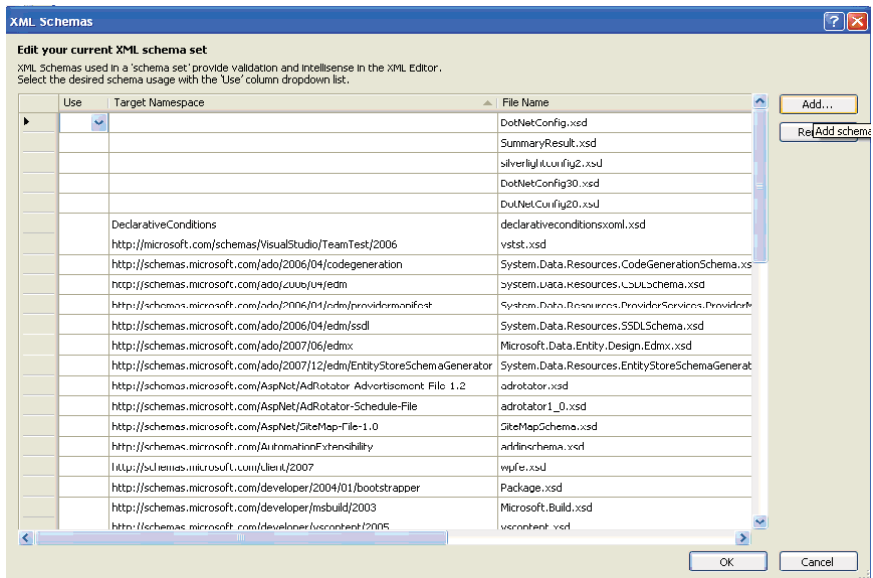 XML Schemas
Edit your current XML schema set
XML Schemas used in a 'schema set' provide validation and intellisense in the XML Editor.
Select the desired schema usage with the 'Use' column dropdown list.
Use Target Namespace File Name
Add...
DotNetConfig.xsd
Re Add schema
SummaryResult.xsd
silverlightconfig2.xsd
DotNetConfig30.xsd
DotNetConfig20.xsd
DeclarativeConditions declarativeconditionsxoml.xsd
http://microsoft.com/schemas/VisualStudio/TeamTest/2006 vstst.xsd
http://schemas.microsoft.com/ado/2006/04/codegeneration System.Data.Resources.CodeGenerationSchema.xs
http://schemas.microsoft.com/ado/2006/04/edm System.Data.Resources.CSDLSchema.xsd
http://schemas.microsoft.com/ado/2006/04/edm/providermanifest System.Data.Resources.ProviderServices.ProviderM
http://schemas.microsoft.com/ado/2006/04/edm/ssdl System.Data.Resources.SSDLSchema.xsd
http://schemas.microsoft.com/ado/2007/06/edmx Microsoft.Data.Entity.Design.Edmx.xsd
http://schemas.microsoft.com/ado/2007/12/edm/EntityStoreSchemaGenerator System.Data.Resources.EntityStoreSchemaGenerat
http://schemas.microsoft.com/AspNet/AdRotator-Advertisement-File-1.2 adrotator.xsd
http://schemas.microsoft.com/AspNet/AdRotator-Schedule-File adrotator1_0.xsd
http://schemas.microsoft.com/AspNet/SiteMap-File-1.0 SiteMapSchema.xsd
http://schemas.microsoft.com/AutomationExtensibility addinschema.xsd
http://schemas.microsoft.com/client/2007 wpfe.xsd
http://schemas.microsoft.com/developer/2004/01/bootstrapper Package.xsd
http://schemas.microsoft.com/developer/msbuild/2003 Microsoft.Build.xsd
http://schemas.microsoft.com/developer/vscontent/2005 vscontent.xsd
OK Cancel